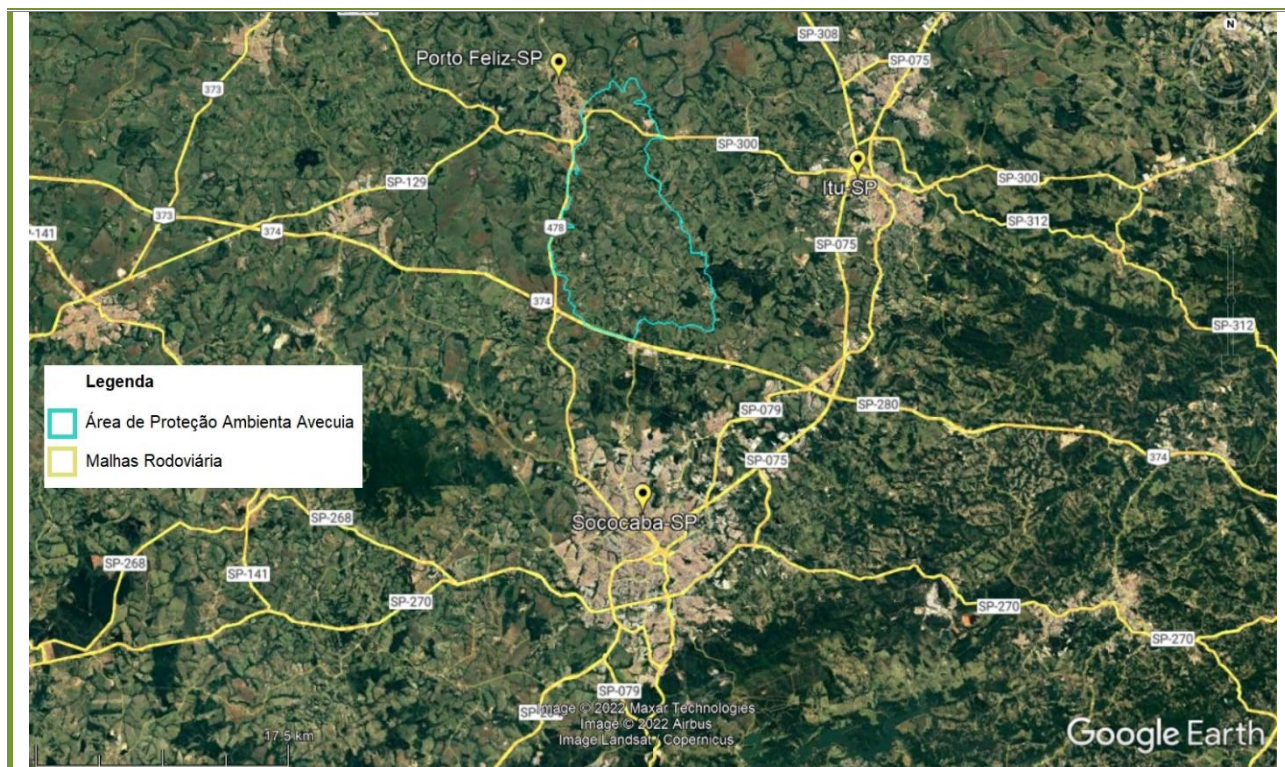 N
SP-308
SP-075
Porto Feliz-SP
373
SP-300
Itu-SP
SP-300
SP-129
373
SP-312
-141
374
478
SP-075
374
SP-312
Legenda
Área de Proteção Ambienta Avecuia
Malhas Rodoviária
SP-079
SP-280
374
SP-075
Sococaba-SP
SP-268
SP-268
SP-141
SP-270
SP-270
SP-270
SP-079
Image © 2022 Maxar Technologies
Image © 2022 Airbus
Image Landsat / Copernicus
17.5 km
Google Earth